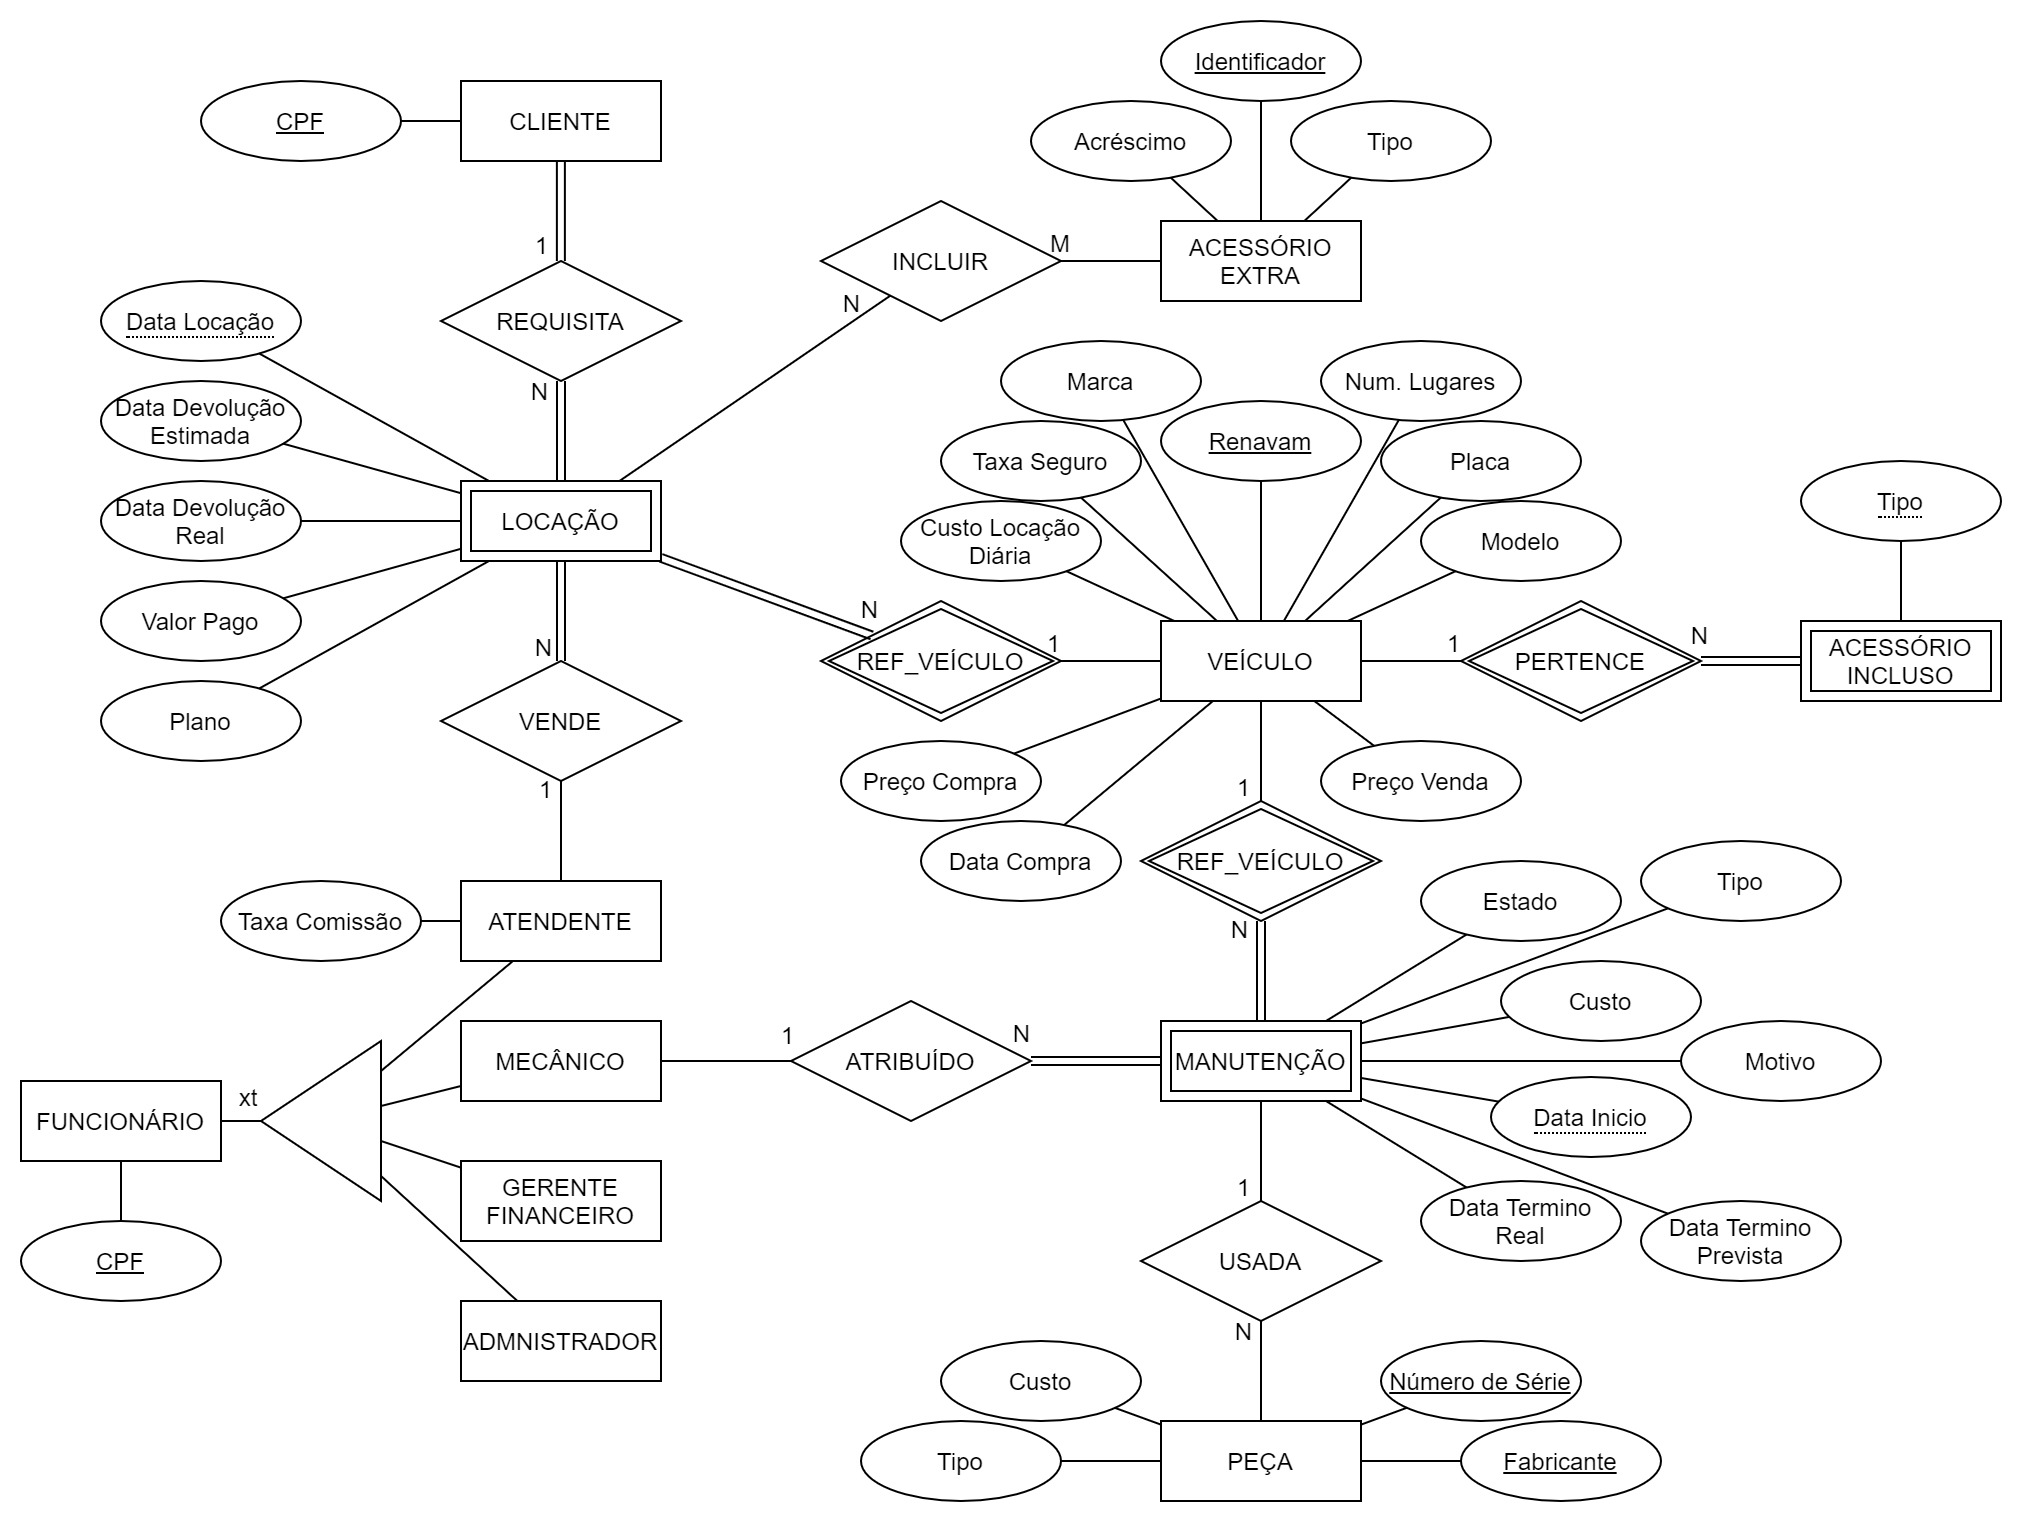 Identificador
CPF
CLIENTE
Acréscimo
Tipo
1
M
ACESSÓRIO
EXTRA
INCLUIR
N
REQUISITA
Data Locação
N
Marca
Num. Lugares
Data Devolução
Estimada
Renavam
Taxa Seguro
Placa
Tipo
Data Devolução
Real
LOCAÇÃO
Custo Locação
Diária
Modelo
Valor Pago
N
REF_VEÍCULO
1
VEÍCULO
1
PERTENCE
N
ACESSÓRIO
INCLUSO
N
Plano
VENDE
1
Preço Compra
1
Preço Venda
Data Compra
REF_VEÍCULO
Tipo
Estado
Taxa Comissão
ATENDENTE
N
Custo
MECÂNICO
1
ATRIBUÍDO
N
MANUTENÇÃO
Motivo
FUNCIONÁRIO
xt
Data Inicio
GERENTE
FINANCEIRO
1
Data Termino
Real
Data Termino
Prevista
CPF
USADA
ADMNISTRADOR
N
Custo
Número de Série
Tipo
PEÇA
Fabricante